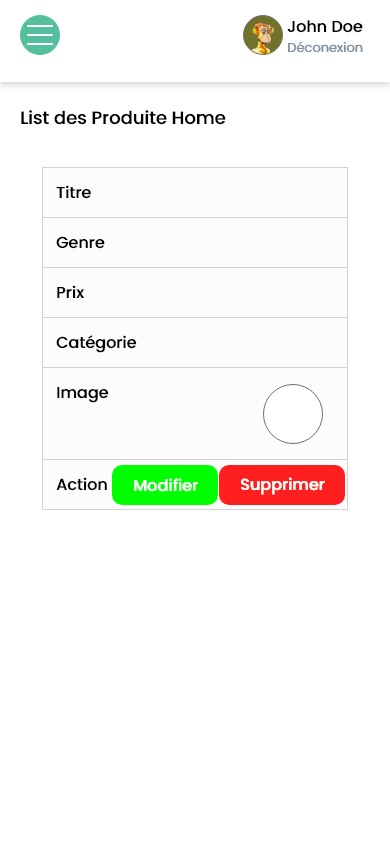 John Doe
Déconexion
List des Produite Home
Titre
Genre
Prix
Catégorie
Image
Action Modifier Supprimer